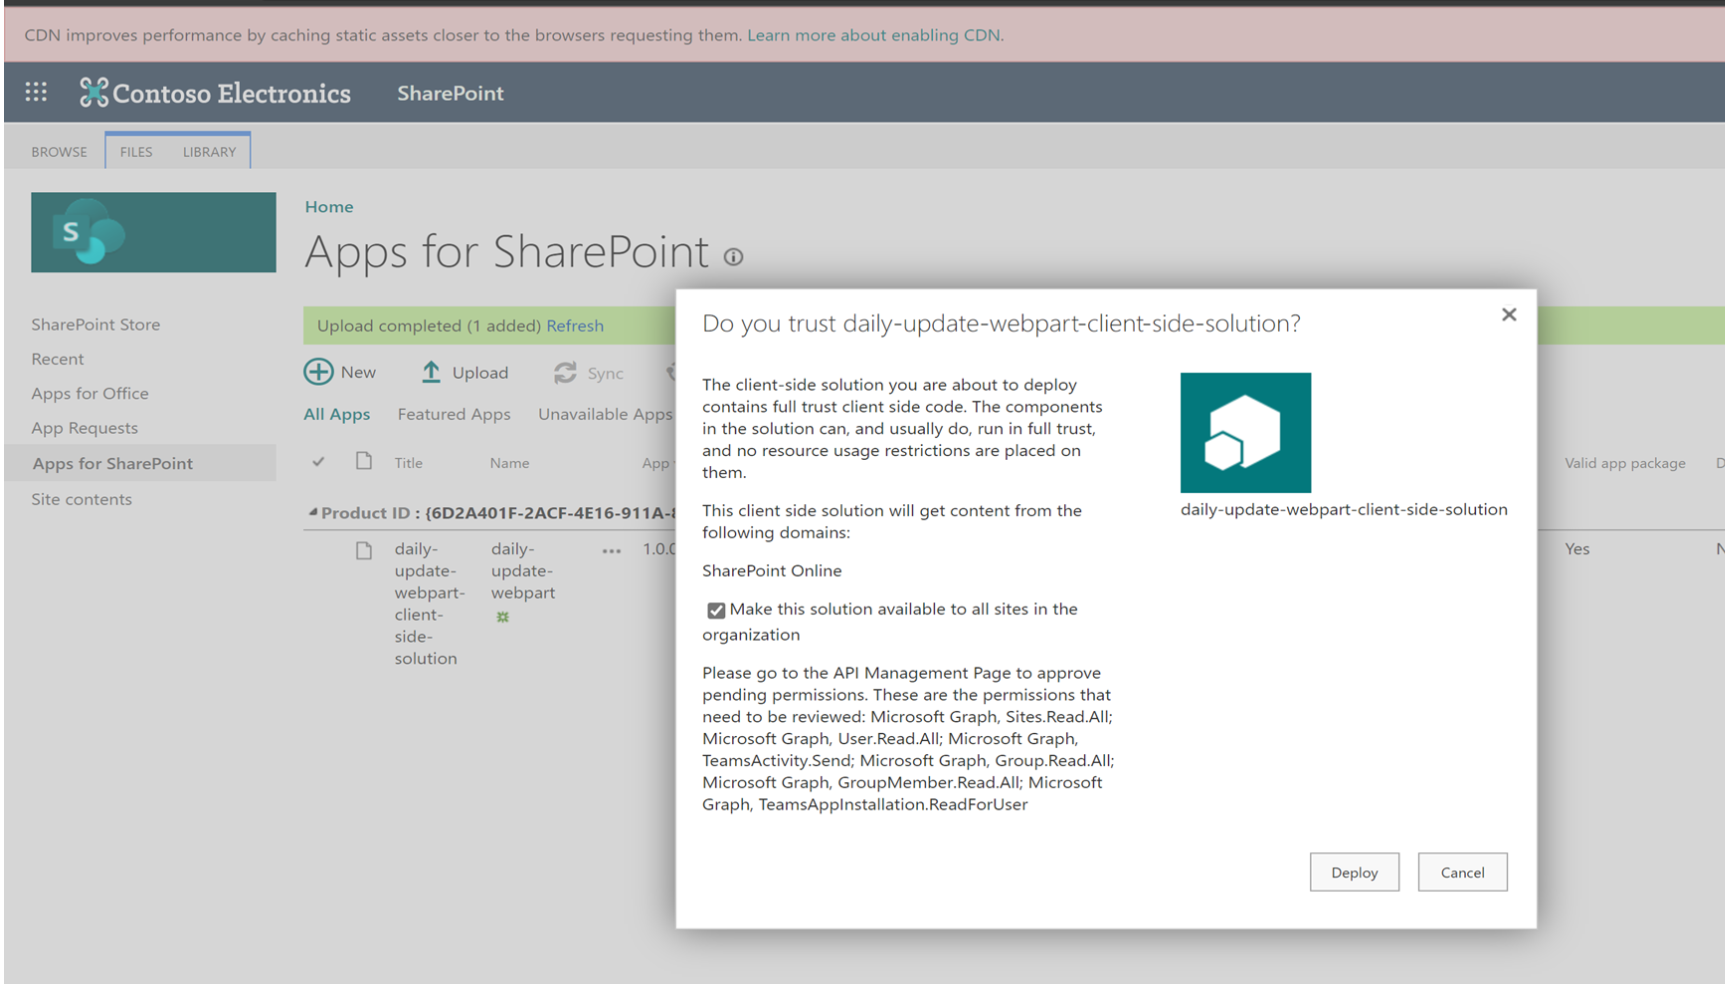 CDN improves performance by caching static assets closer to the browsers requesting them. Learn more about enabling CDN.
Contoso Electronics SharePoint
BROWSE FILES LIBRARY
S
Home
Apps for SharePoint
SharePoint Store
Recent
Apps for Office
App Requests
Apps for SharePoint
Site contents
Upload completed (1 added) Refresh
New Upload Sync
All Apps Featured Apps Unavailable Apps
Title Name App Valid app package D
Product ID : {6D2A401F-2ACF-4E16-911A-
daily-update-webpart-client-side-solution
daily-update-webpart
... 1.0.0 Yes N
Do you trust daily-update-webpart-client-side-solution?
The client-side solution you are about to deploy
contains full trust client side code. The components
in the solution can, and usually do, run in full trust,
and no resource usage restrictions are placed on
them.
This client side solution will get content from the
following domains:
SharePoint Online
Make this solution available to all sites in the
organization
Please go to the API Management Page to approve
pending permissions. These are the permissions that
need to be reviewed: Microsoft Graph, Sites.Read.All;
Microsoft Graph, User.Read.All; Microsoft Graph,
TeamsActivity.Send; Microsoft Graph, Group.Read.All;
Microsoft Graph, GroupMember.Read.All; Microsoft
Graph, TeamsAppInstallation.ReadForUser
daily-update-webpart-client-side-solution
Deploy Cancel